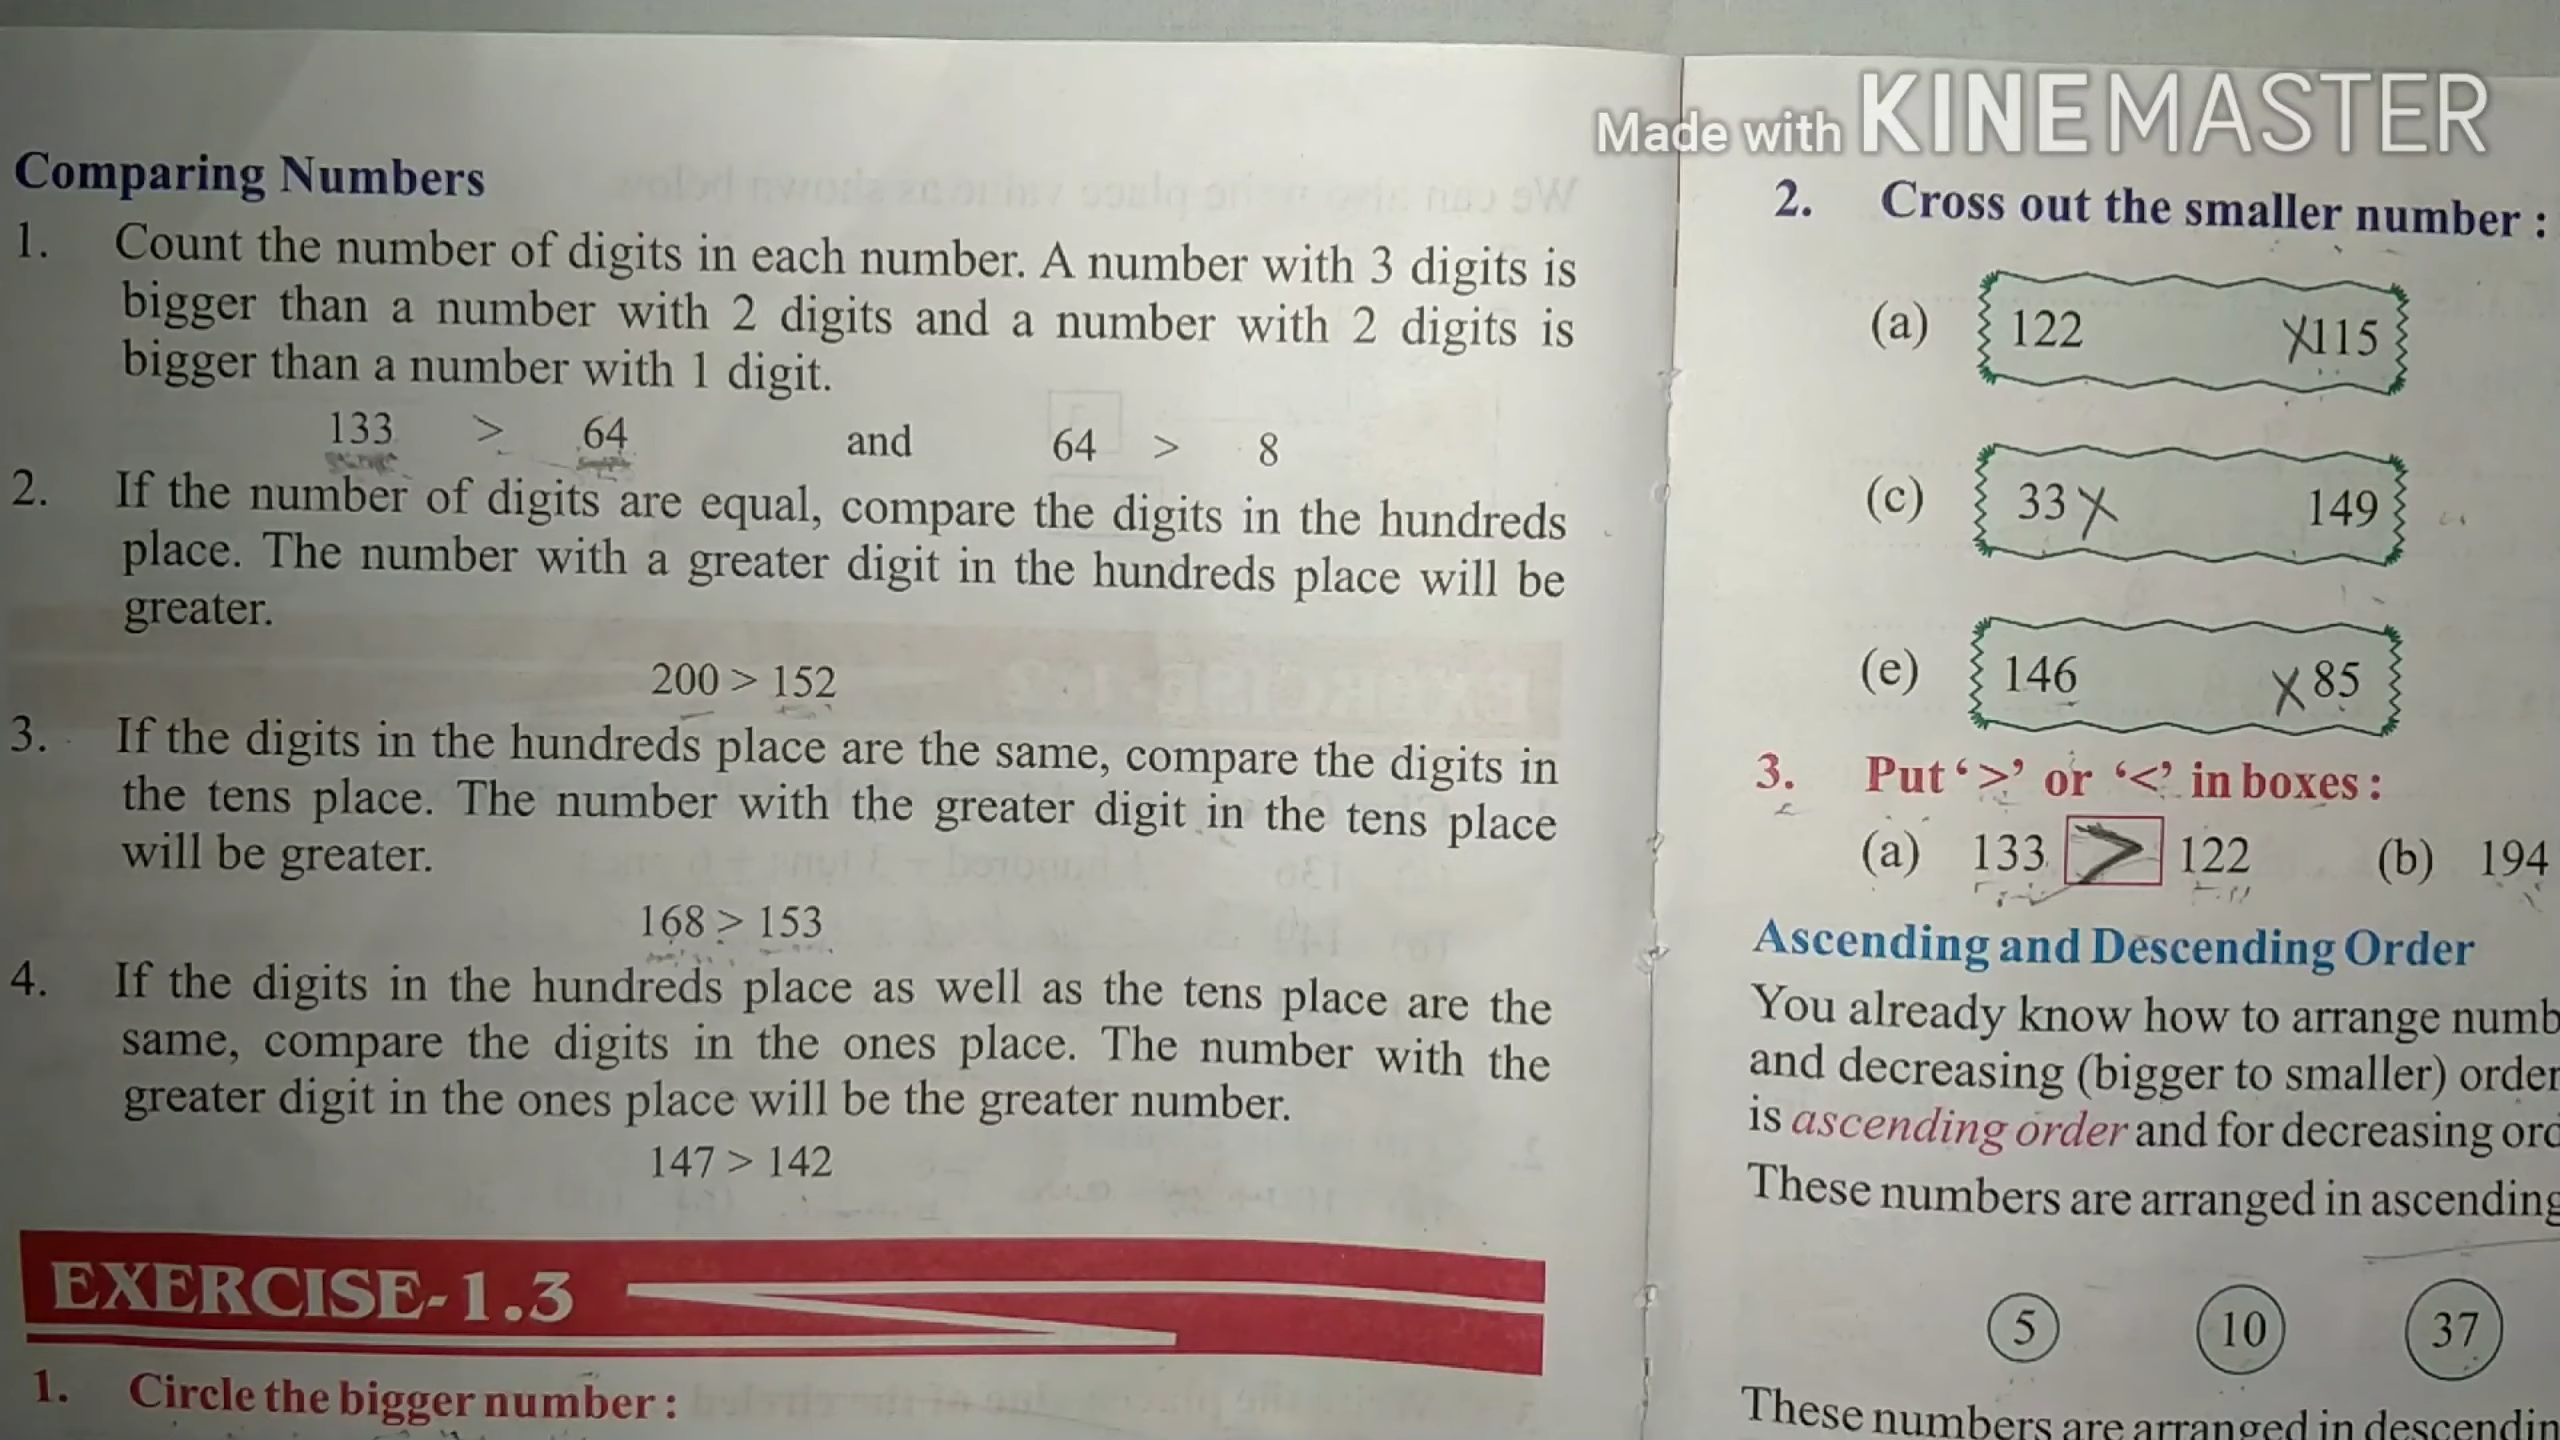 Made with KINEMASTER
Comparing Numbers
1. Count the number of digits in each number. A number with 3 digits is
bigger than a number with 2 digits and a number with 2 digits is
bigger than a number with 1 digit.
133 > 64 and 64 > 8
2. If the number of digits are equal, compare the digits in the hundreds
place. The number with a greater digit in the hundreds place will be
greater.
200 > 152
3. If the digits in the hundreds place are the same, compare the digits in
the tens place. The number with the greater digit in the tens place
will be greater.
168 > 153
4. If the digits in the hundreds place as well as the tens place are the
same, compare the digits in the ones place. The number with the
greater digit in the ones place will be the greater number.
147 > 142
EXERCISE-1.3
1. Circle the bigger number :
2. Cross out the smaller number :
(a) 122 X115
(c) 33 X 149
(e) 146 X 85
3. Put ‘>’ or ‘<’ in boxes :
(a) 133 > 122 (b) 194
Ascending and Descending Order
You already know how to arrange numb
and decreasing (bigger to smaller) order
is ascending order and for decreasing ord
These numbers are arranged in ascending
5 10 37
These numbers are arranged in descendin